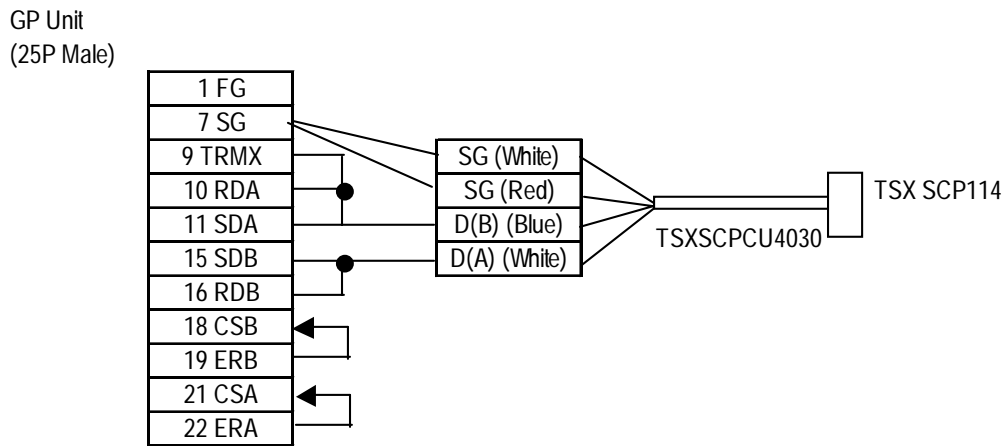 GP Unit
(25P Male)
1 FG
7 SG
9 TRMX
10 RDA
11 SDA
15 SDB
16 RDB
18 CSB
19 ERB
21 CSA
22 ERA
SG (White)
SG (Red)
D(B) (Blue)
D(A) (White)
TSXSCPCU4030
TSX SCP114